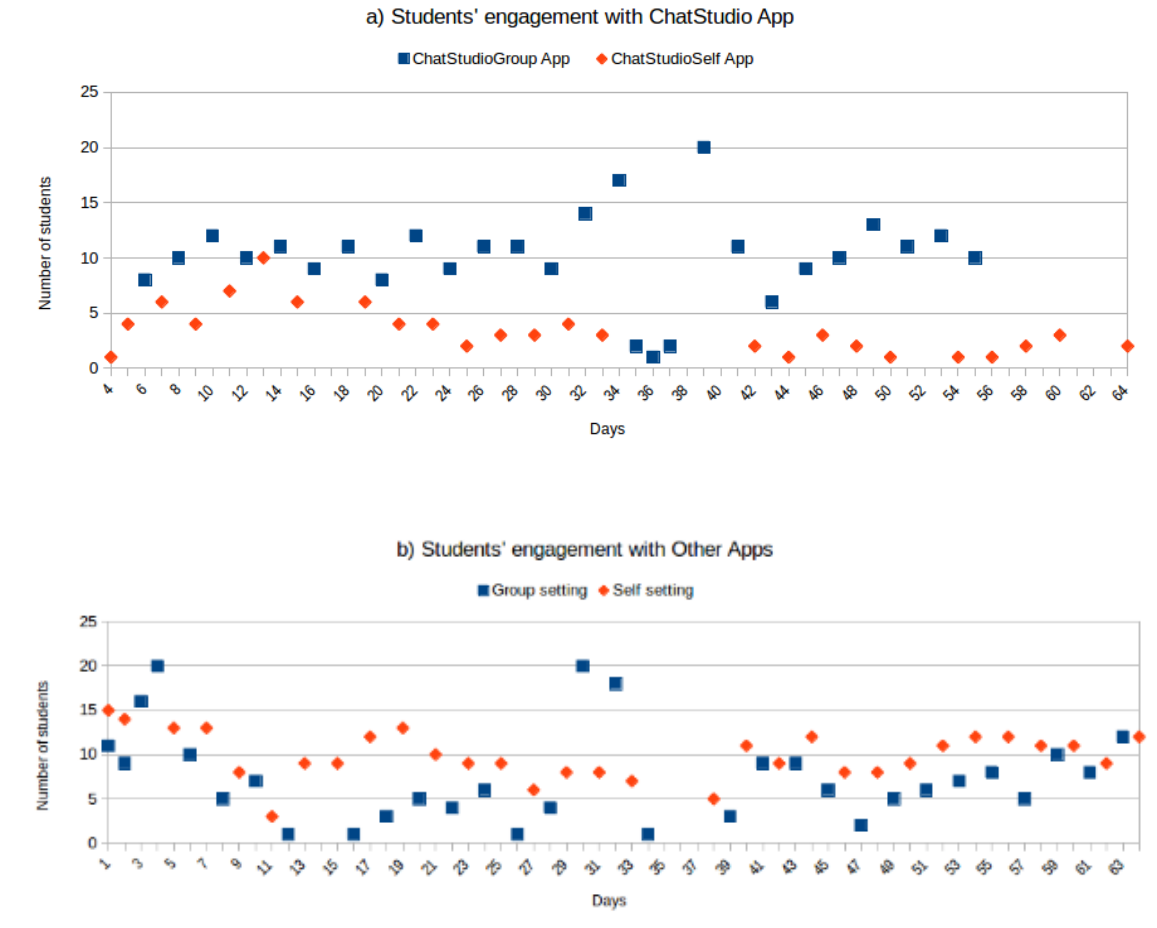 a) Students' engagement with ChatStudio App
ChatStudioGroup App ChatStudioSelf App
25
20
15
10
5
0
Number of students
4 6 8 10 12 14 16 18 20 22 24 26 28 30 32 34 36 38 40 42 44 46 48 50 52 54 56 58 60 62 64
Days
b) Students' engagement with Other Apps
Group setting Self setting
25
20
15
10
5
0
Number of students
1 3 5 7 9 11 13 15 17 19 21 23 25 27 29 31 33 35 37 39 41 43 45 47 49 51 53 55 57 59 61 63
Days